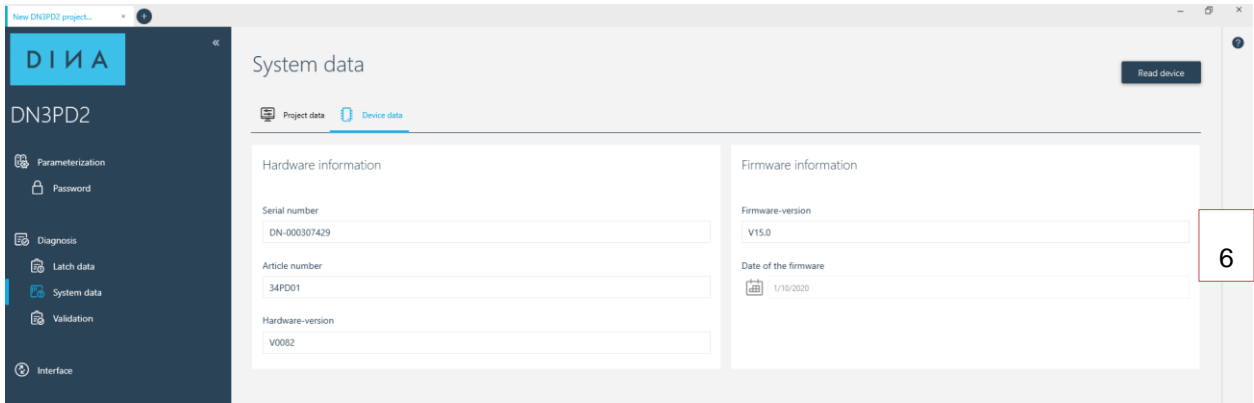 New DN3PD2 project...
DINA
DN3PD2
Parameterization
Password
Diagnosis
Latch data
System data
Validation
Interface
System data
Read device
Project data
Device data
Hardware information
Serial number
DN-000307429
Article number
34PD01
Hardware-version
V0082
Firmware information
Firmware-version
V15.0
Date of the firmware
1/10/2020
6